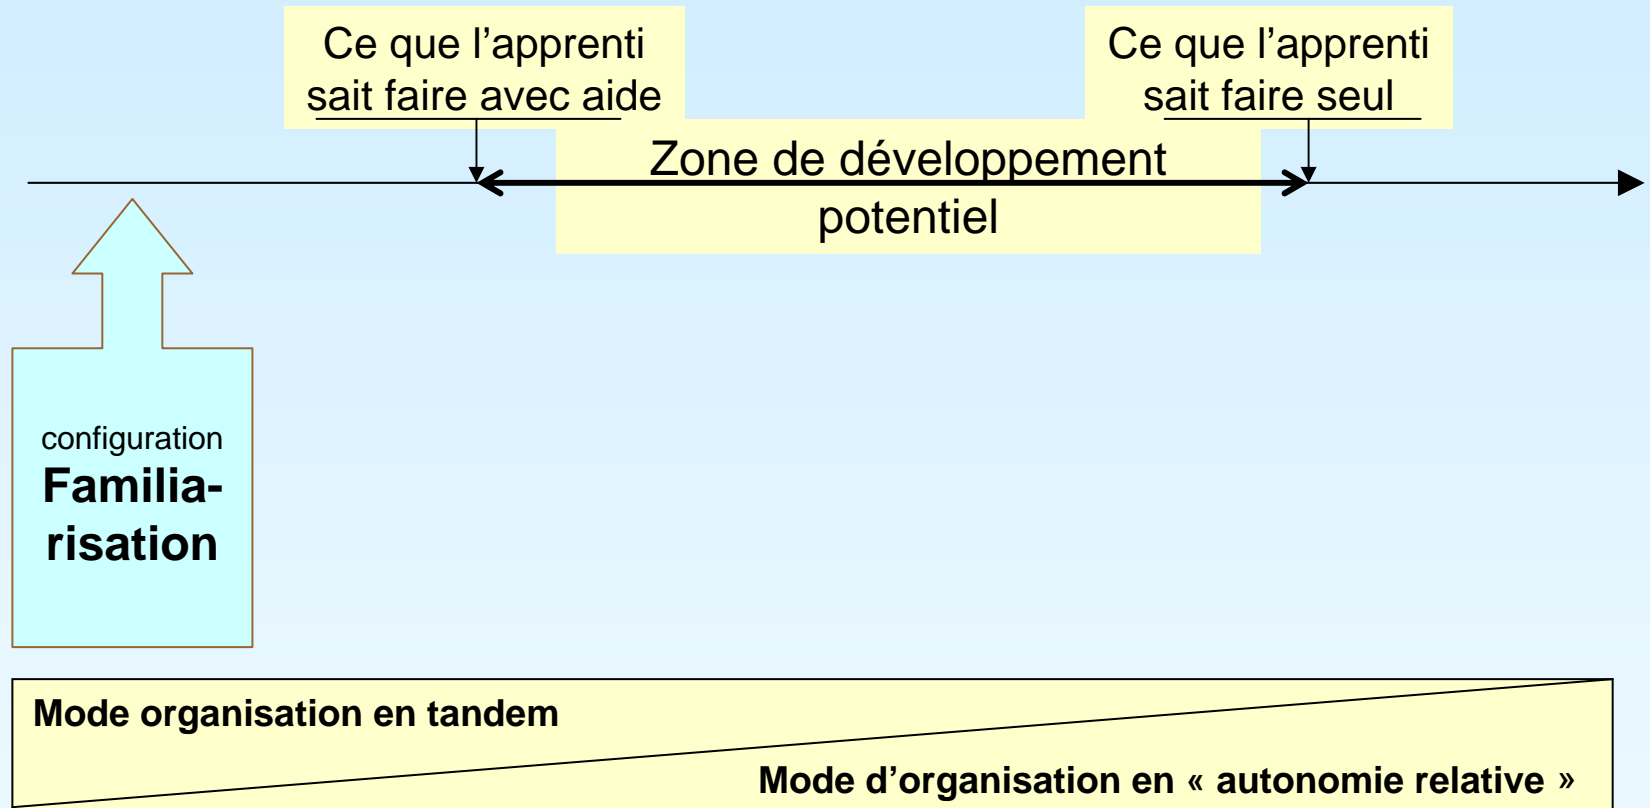 Ce que l’apprenti
sait faire avec aide
Ce que l’apprenti
sait faire seul
Zone de développement
potentiel
configuration
Familia-
risation
Mode organisation en tandem
Mode d’organisation en « autonomie relative »